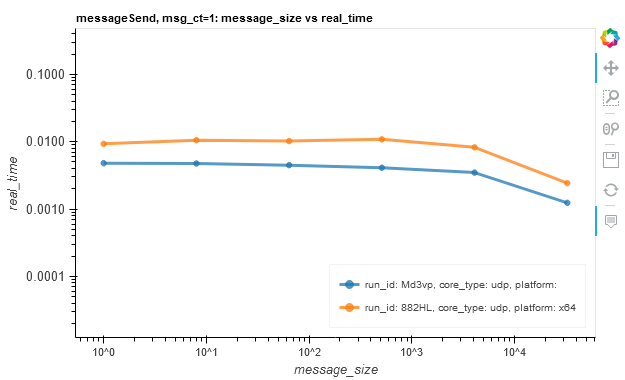 messageSend, msg_ct=1: message_size vs real_time
0.1000
0.0100
0.0010
0.0001
real_time
10^0
10^1
10^2
10^3
10^4
message_size
run_id: Md3vp, core_type: udp, platform:
run_id: 882HL, core_type: udp, platform: x64